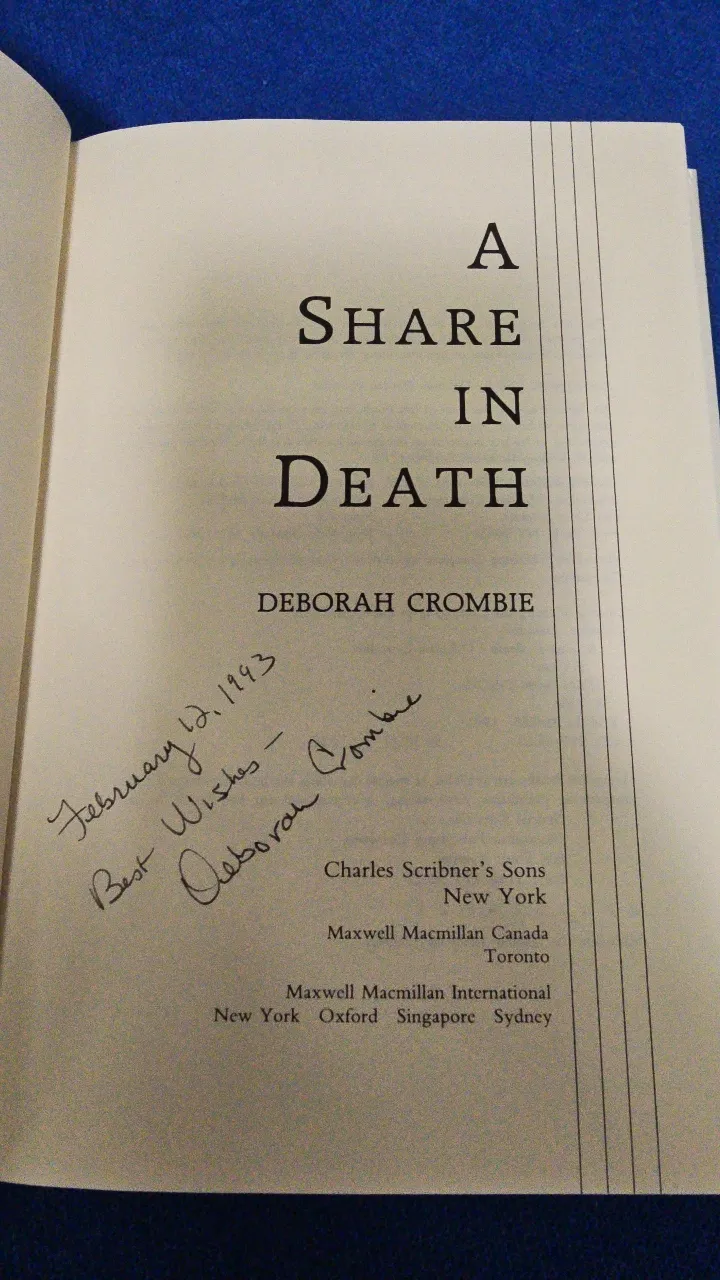 A
SHARE
IN
DEATH
DEBORAH CROMBIE
February 12, 1993
Best Wishes –
Deborah Crombie
Charles Scribner's Sons
New York
Maxwell Macmillan Canada
Toronto
Maxwell Macmillan International
New York Oxford Singapore Sydney